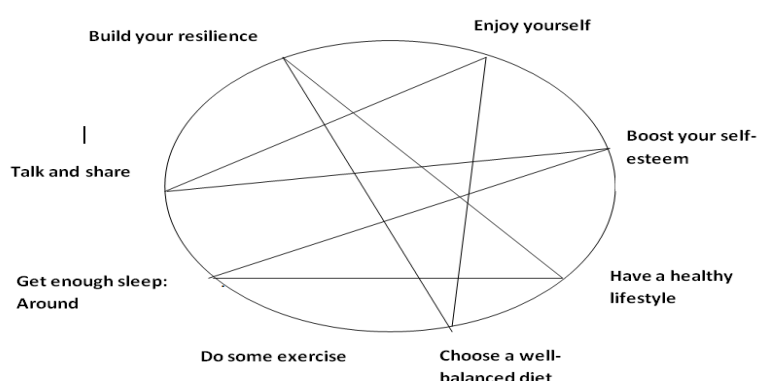 Enjoy yourself
Build your resilience
Boost your self-
esteem
Talk and share
Get enough sleep:
Around
Have a healthy
lifestyle
Do some exercise
Choose a well-
balanced diet